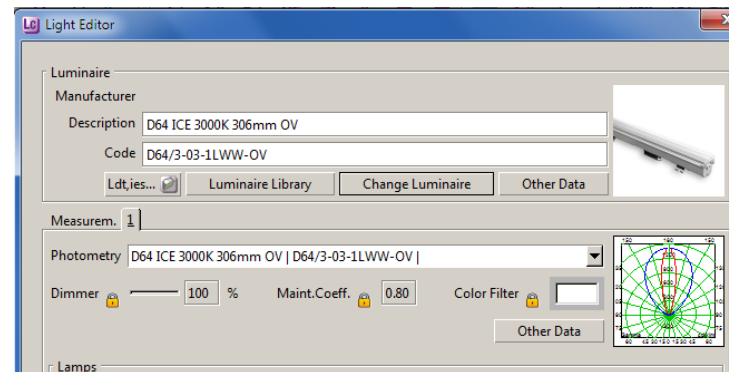 Lc Light Editor
Luminaire
Manufacturer
Description D64 ICE 3000K 306mm OV
Code D64/3-03-1LWW-OV
Ldt,ies... Luminaire Library Change Luminaire Other Data
Measurem. 1
Photometry D64 ICE 3000K 306mm OV | D64/3-03-1LWW-OV |
Dimmer 100 % Maint.Coeff. 0.80 Color Filter
Other Data
Lamps